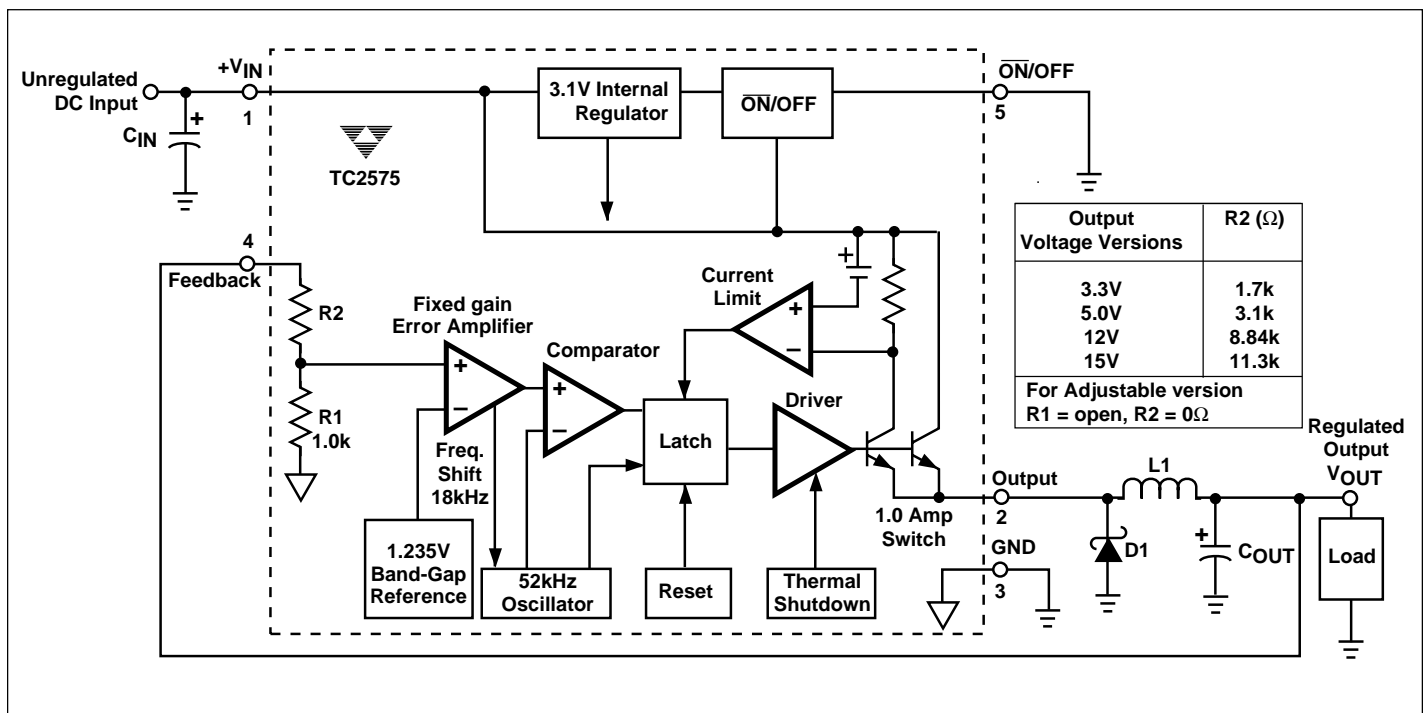 Unregulated
DC Input
+VIN
1
CIN
TC2575
3.1V Internal
Regulator
ON/OFF
ON/OFF
5
Output
Voltage Versions
R2 (Ω)
3.3V
1.7k
5.0V
3.1k
12V
8.84k
15V
11.3k
For Adjustable version
R1 = open, R2 = 0Ω
4
Feedback
R2
R1
1.0k
Fixed gain
Error Amplifier
+
−
Freq.
Shift
18kHz
Comparator
+
−
Current
Limit
+
+
−
Latch
Driver
1.235V
Band-Gap
Reference
52kHz
Oscillator
Reset
Thermal
Shutdown
1.0 Amp
Switch
Output
2
GND
3
D1
L1
+
COUT
Regulated
Output
VOUT
Load
+